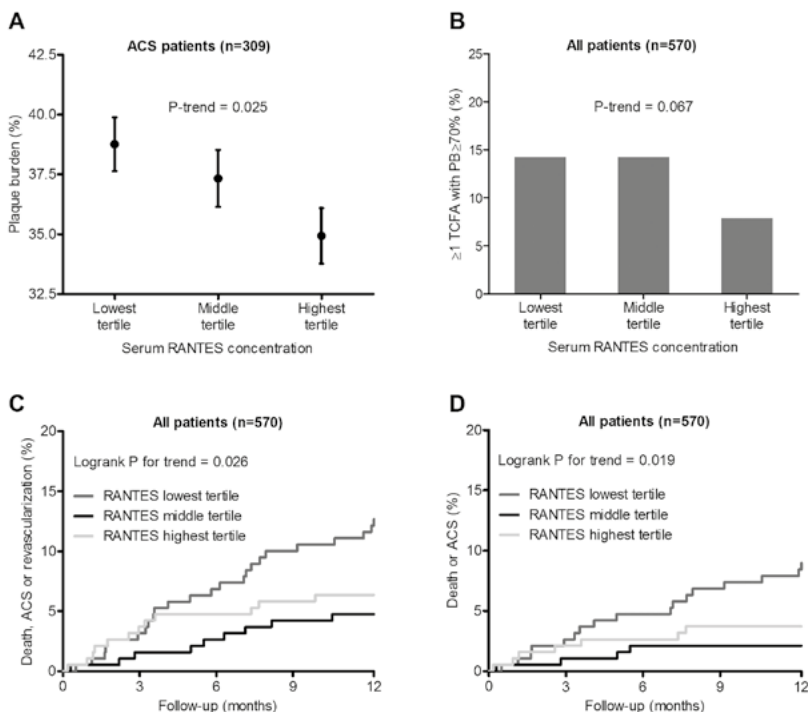 A
ACS patients (n=309)
P-trend = 0.025
Plaque burden (%)
42.5
40.0
37.5
35.0
32.5
Lowest tertile
Middle tertile
Highest tertile
Serum RANTES concentration
B
All patients (n=570)
P-trend = 0.067
≥1 TCFA with PB≥70% (%)
25
20
15
10
5
0
Lowest tertile
Middle tertile
Highest tertile
Serum RANTES concentration
C
All patients (n=570)
Logrank P for trend = 0.026
RANTES lowest tertile
RANTES middle tertile
RANTES highest tertile
Death, ACS or revascularization (%)
20
15
10
5
0
0
3
6
9
12
Follow-up (months)
D
All patients (n=570)
Logrank P for trend = 0.019
RANTES lowest tertile
RANTES middle tertile
RANTES highest tertile
Death or ACS (%)
20
15
10
5
0
0
3
6
9
12
Follow-up (months)